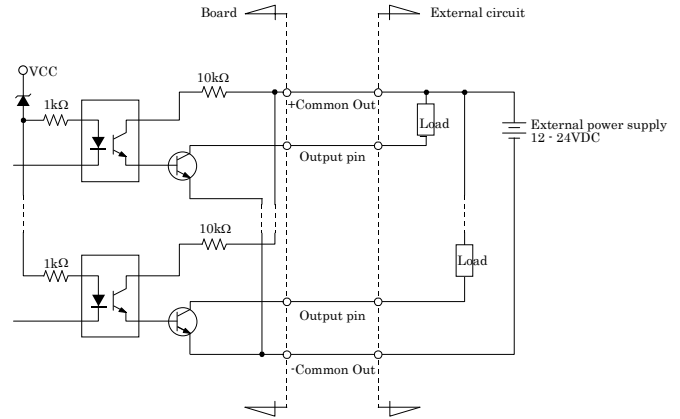 Board
External circuit
VCC
10kΩ
1kΩ
+Common Out
Load
External power supply
12 - 24VDC
Output pin
10kΩ
1kΩ
Load
Output pin
-Common Out